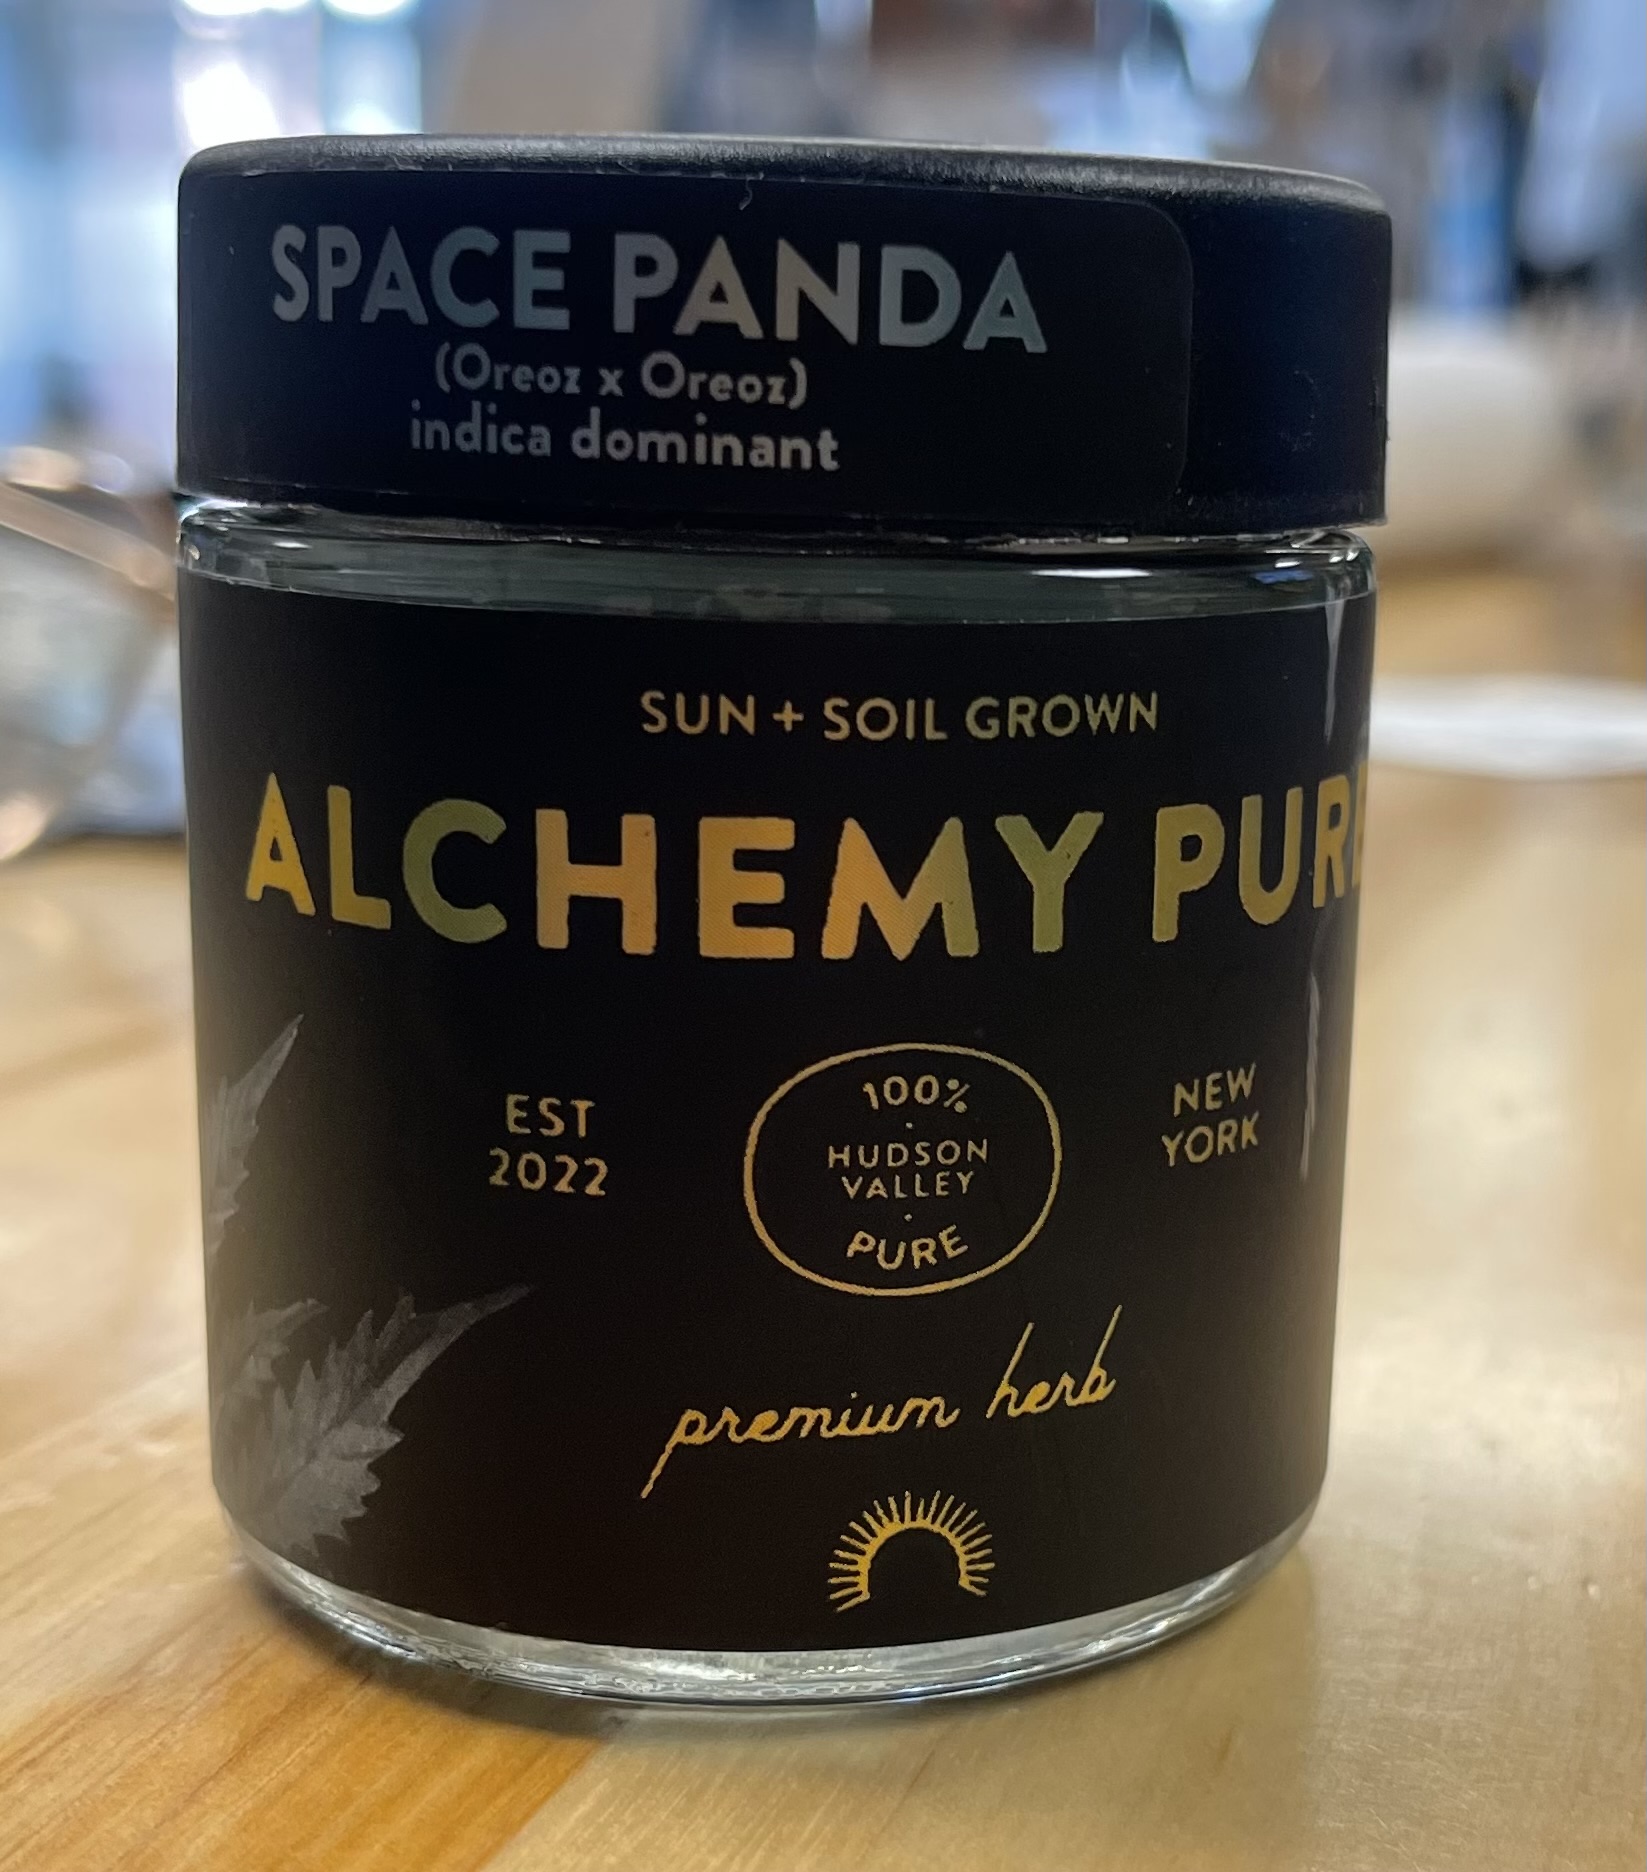 SPACE PANDA
(Oreoz x Oreoz)
indica dominant
SUN + SOIL GROWN
ALCHEMY PURE
EST
2022
100%
HUDSON
VALLEY
PURE
NEW
YORK
premium herb